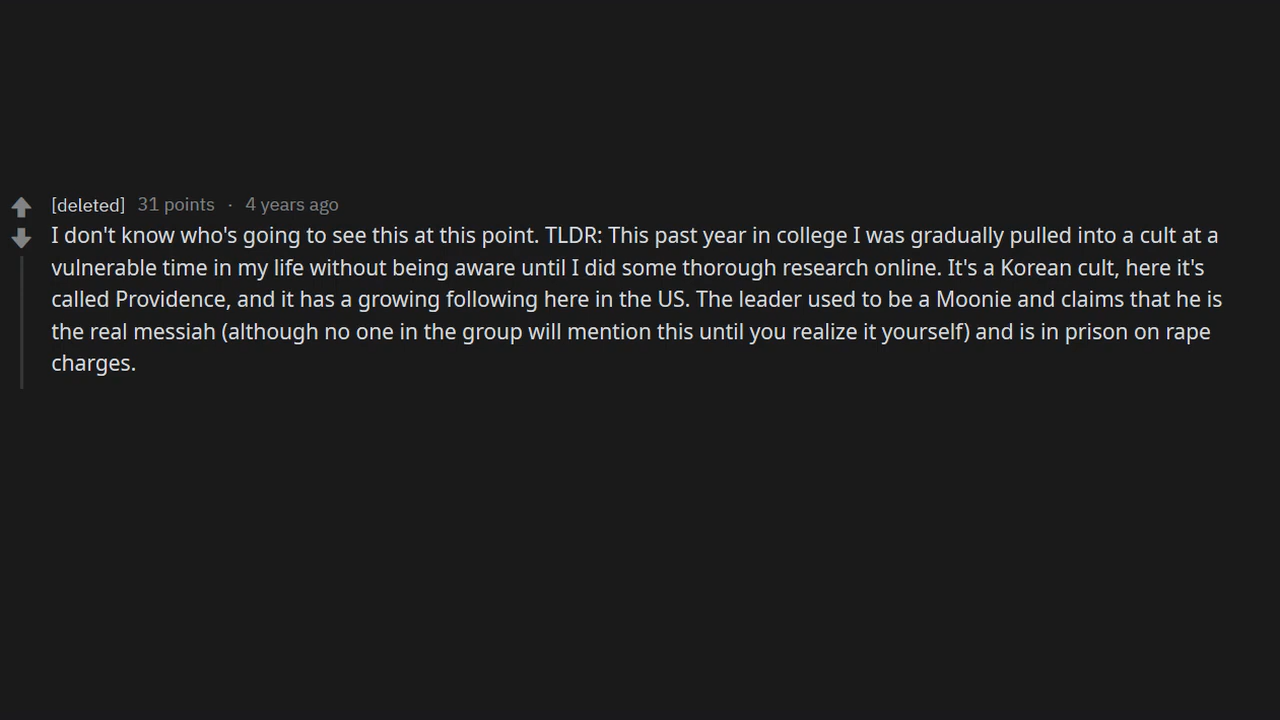 [deleted] 31 points · 4 years ago
I don't know who's going to see this at this point. TLDR: This past year in college I was gradually pulled into a cult at a
vulnerable time in my life without being aware until I did some thorough research online. It's a Korean cult, here it's
called Providence, and it has a growing following here in the US. The leader used to be a Moonie and claims that he is
the real messiah (although no one in the group will mention this until you realize it yourself) and is in prison on rape
charges.